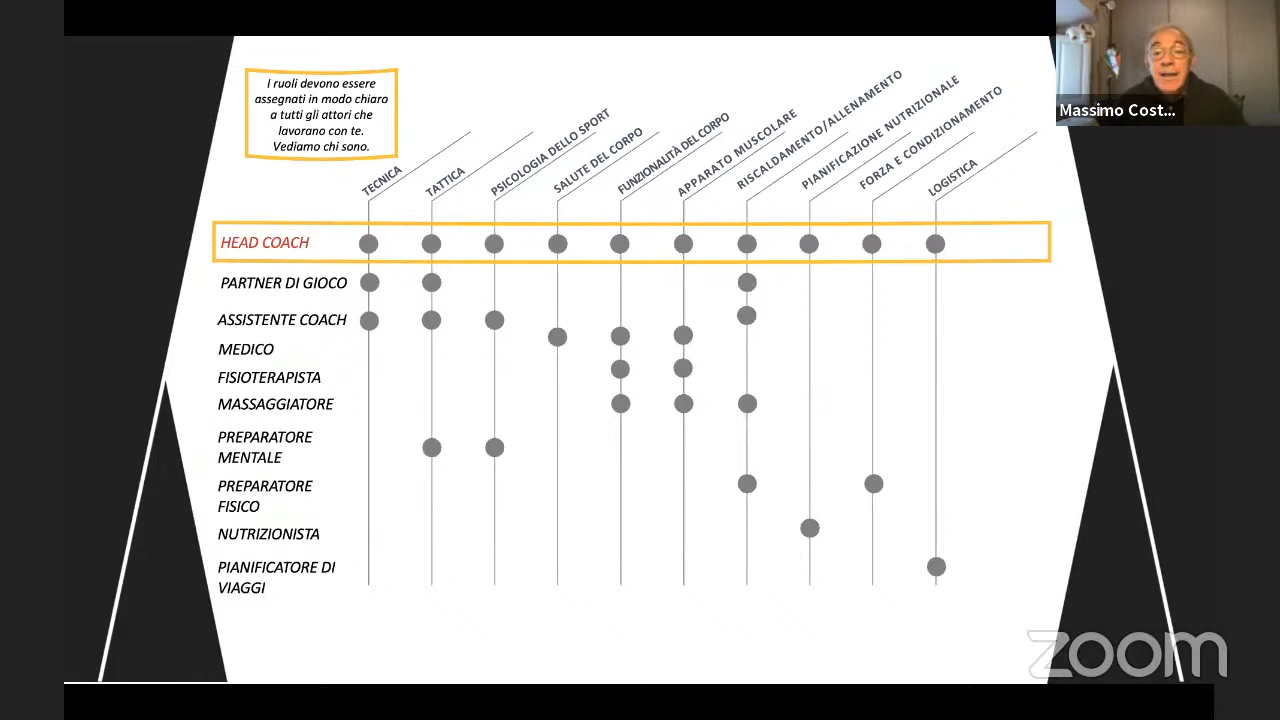 I ruoli devono essere
assegnati in modo chiaro
a tutti gli attori che
lavorano con te.
Vediamo chi sono.
Massimo Cost...
TECNICA
TATTICA
PSICOLOGIA DELLO SPORT
SALUTE DEL CORPO
FUNZIONALITÀ DEL CORPO
APPARATO MUSCOLARE
RISCALDAMENTO/ALLENAMENTO
PIANIFICAZIONE NUTRIZIONALE
FORZA E CONDIZIONAMENTO
LOGISTICA
HEAD COACH
PARTNER DI GIOCO
ASSISTENTE COACH
MEDICO
FISIOTERAPISTA
MASSAGGIATORE
PREPARATORE
MENTALE
PREPARATORE
FISICO
NUTRIZIONISTA
PIANIFICATORE DI
VIAGGI
zoom